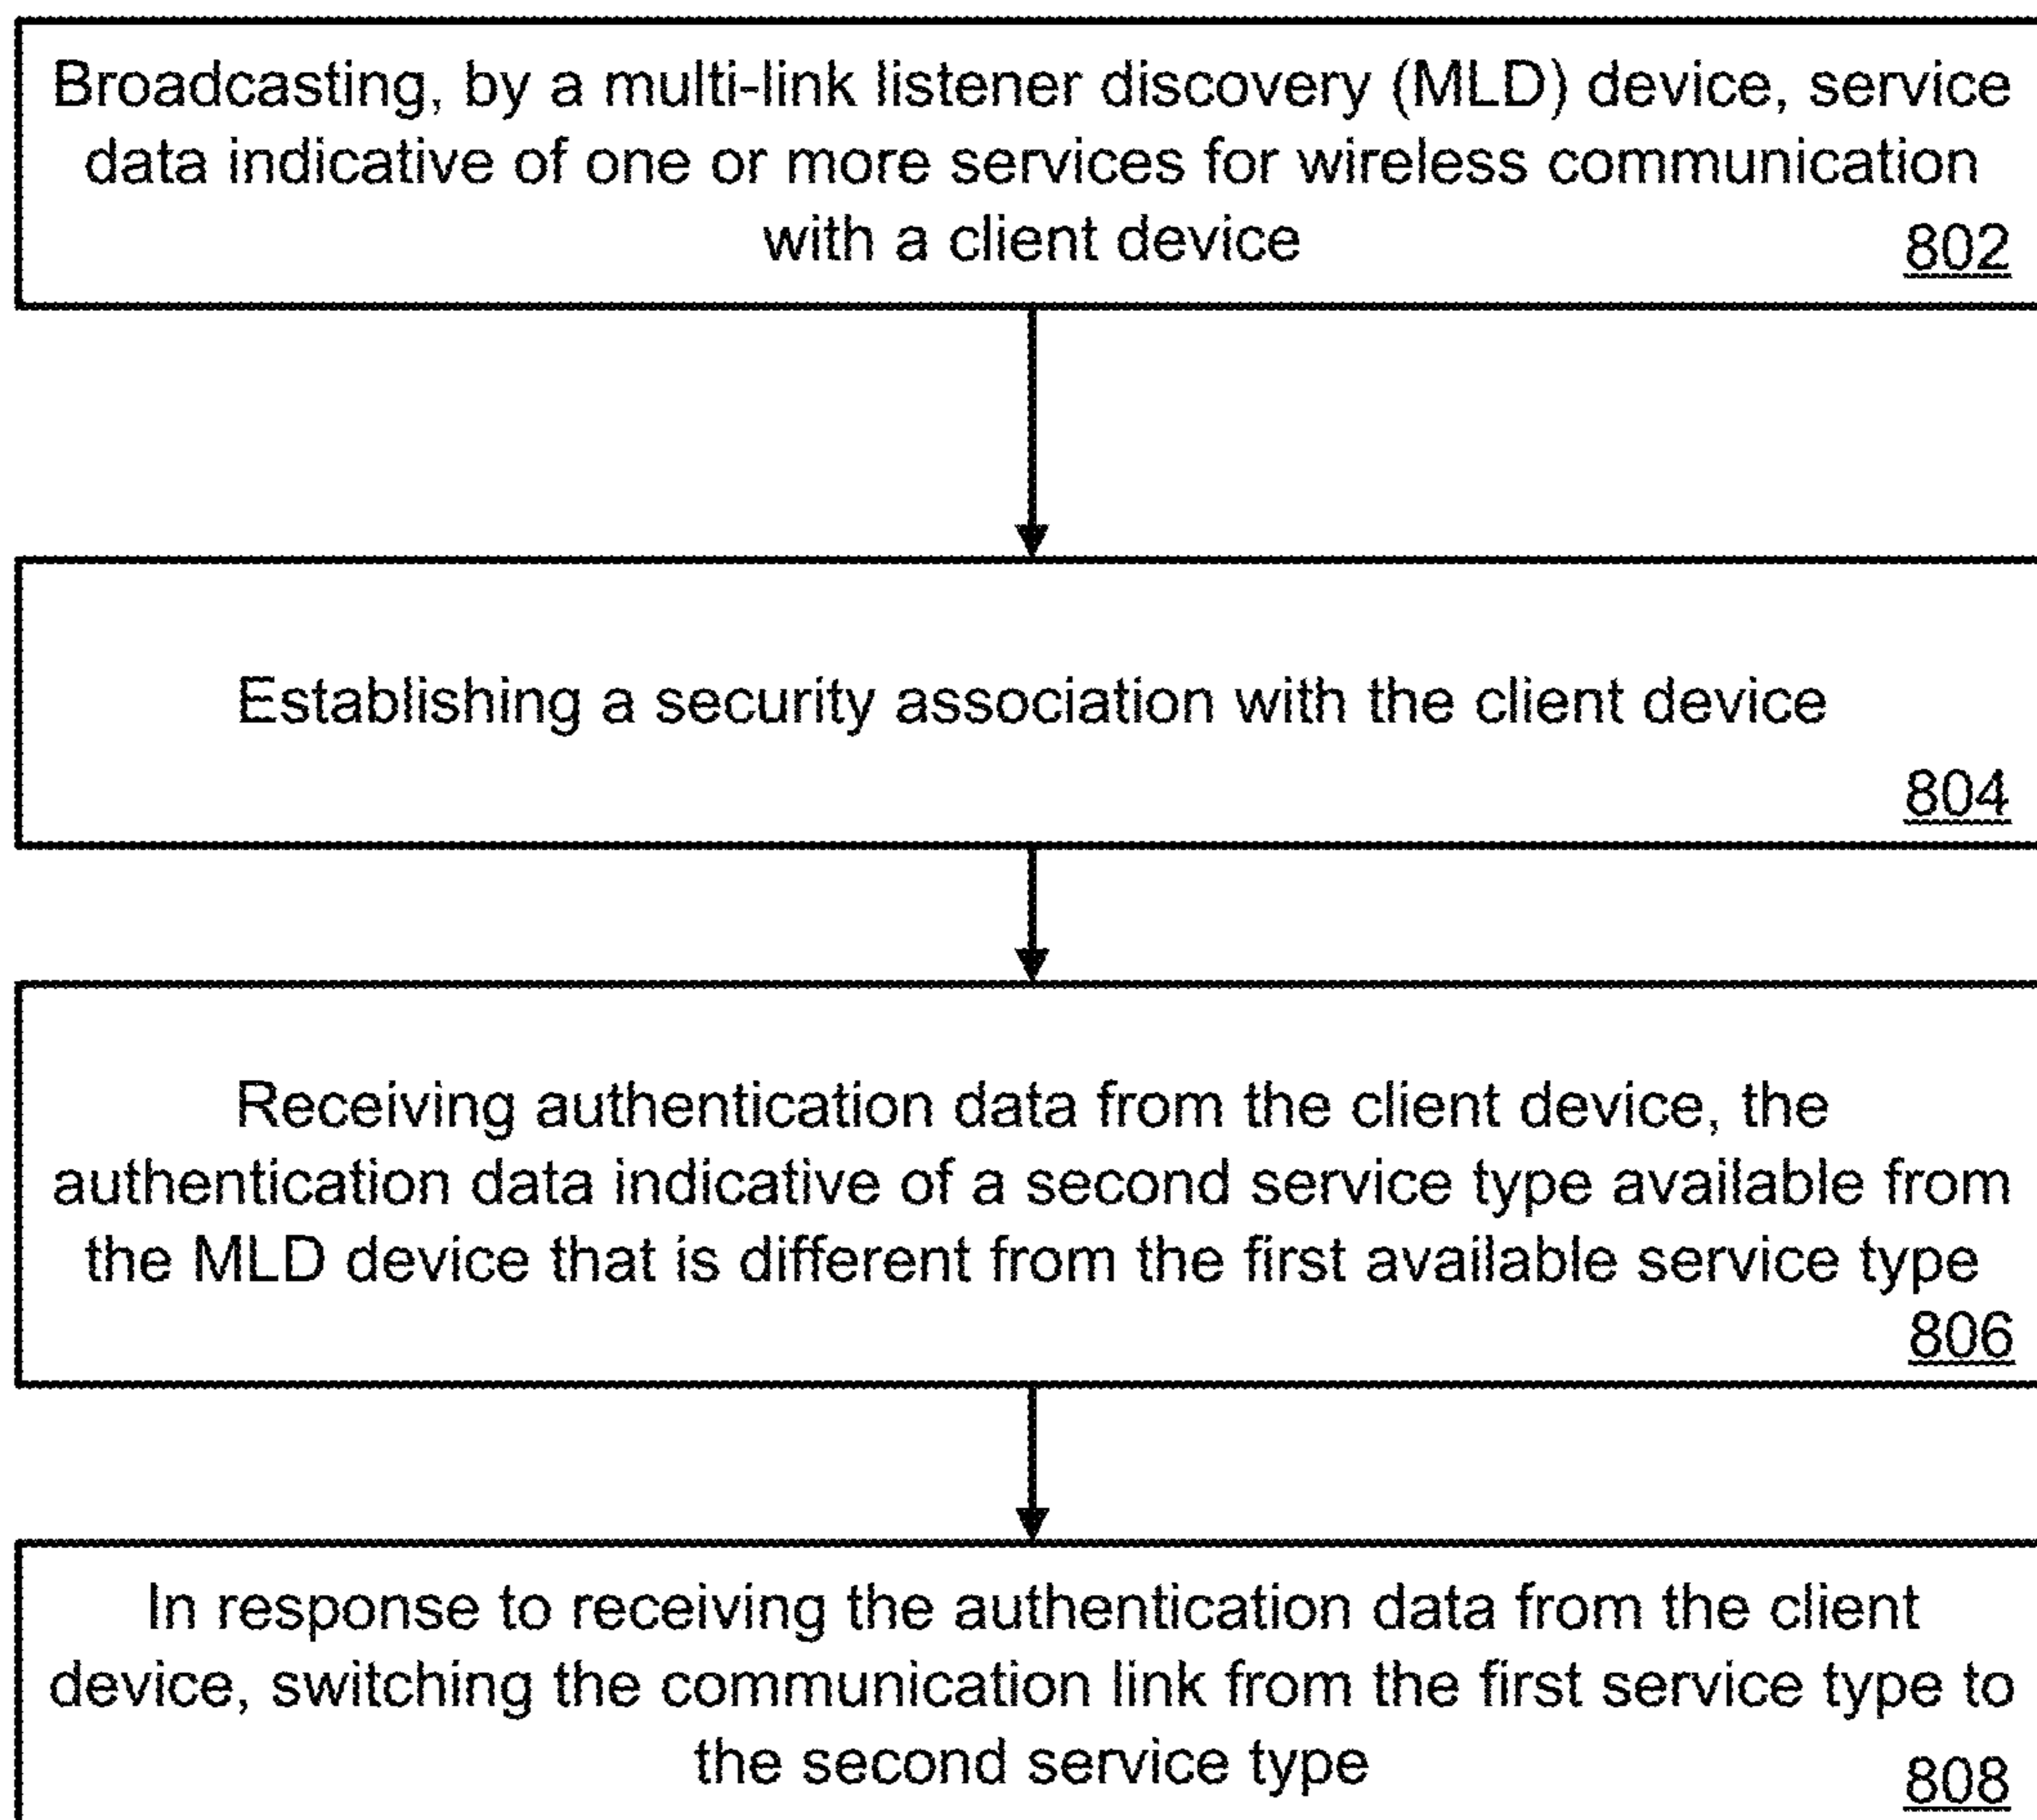 Broadcasting, by a multi-link listener discovery (MLD) device, service
data indicative of one or more services for wireless communication
with a client device
802
Establishing a security association with the client device
804
Receiving authentication data from the client device, the
authentication data indicative of a second service type available from
the MLD device that is different from the first available service type
806
In response to receiving the authentication data from the client
device, switching the communication link from the first service type to
the second service type
808